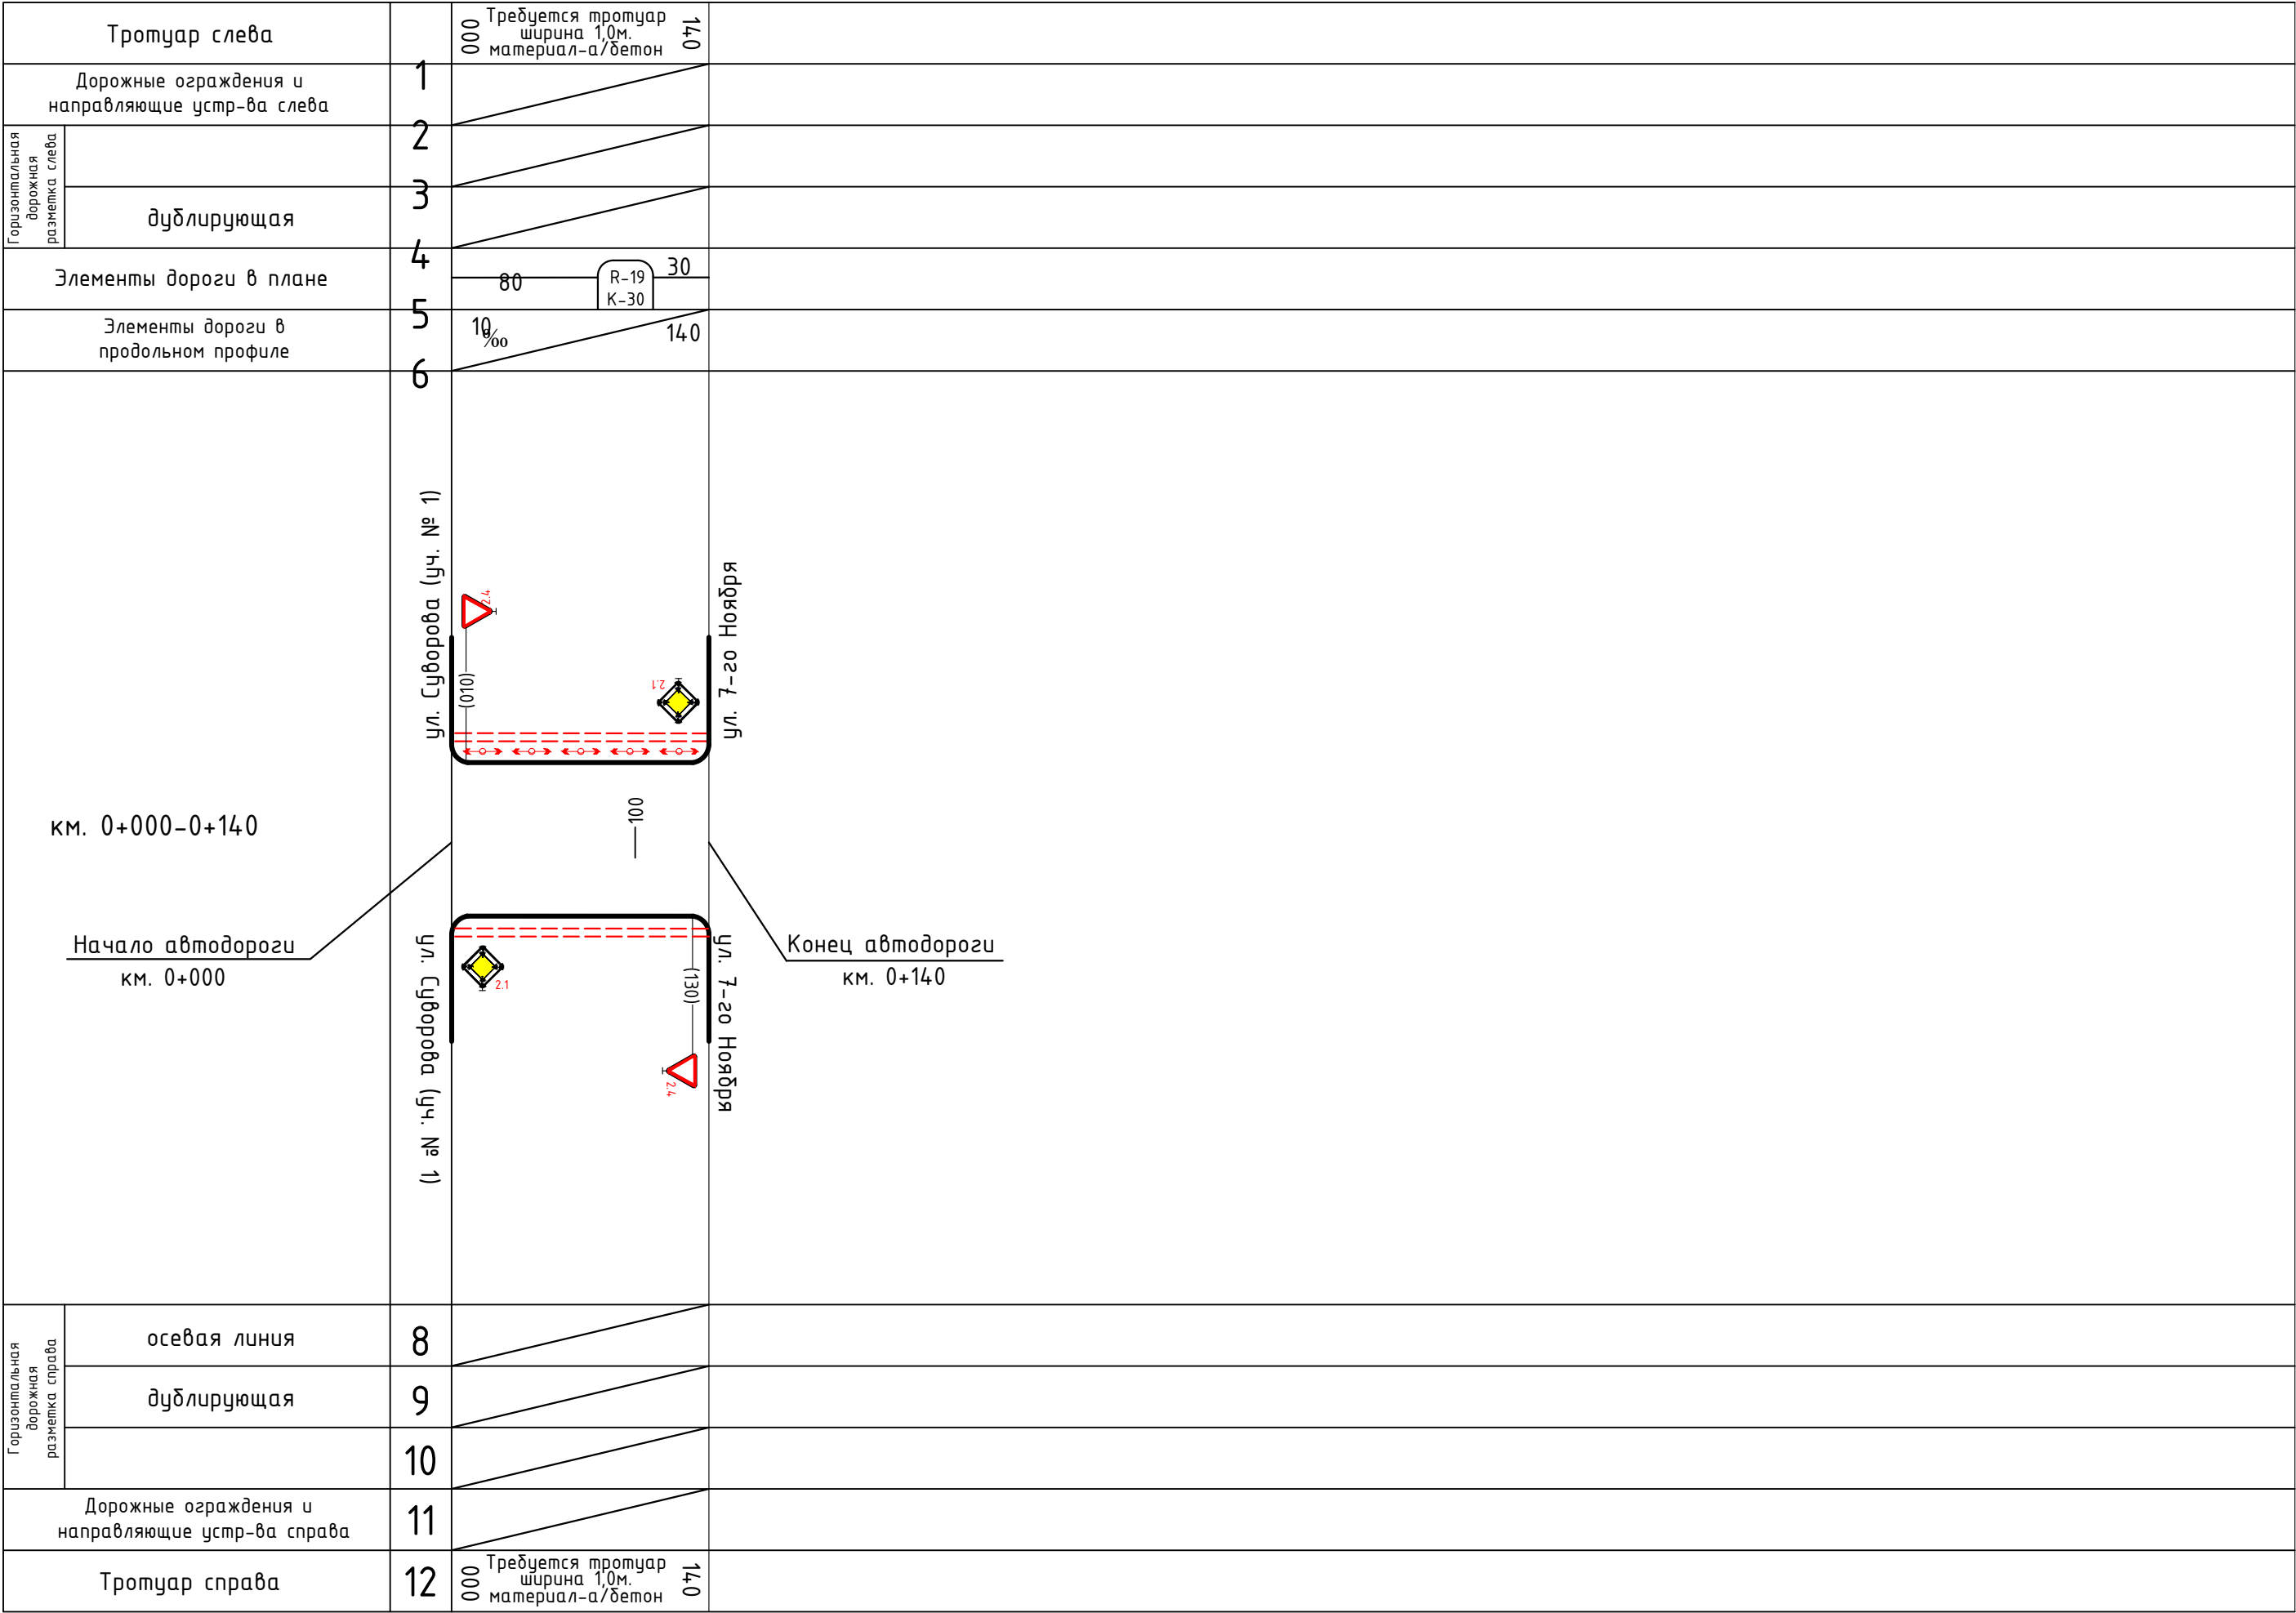 Тротуар слева
000
Требуется тротуар
ширина 1,0м.
материал-а/бетон
140
1
Дорожные ограждения и
направляющие устр-ва слева
2
Горизонтальная
дорожная
разметка слева
3
дублирующая
4
Элементы дороги в плане
80
R-19
K-30
30
5
Элементы дороги в
продольном профиле
10
‰
140
6
ул. Суворова (уч. № 1)
2.4
(010)
2.1
ул. 7-го Ноября
км. 0+000-0+140
100
Начало автодороги
км. 0+000
Конец автодороги
км. 0+140
ул. Суворова (уч. № 1)
2.1
(130)
2.4
ул. 7-го Ноября
Горизонтальная
дорожная
разметка справа
осевая линия
8
дублирующая
9
10
Дорожные ограждения и
направляющие устр-ва справа
11
Тротуар справа
12
000
Требуется тротуар
ширина 1,0м.
материал-а/бетон
140